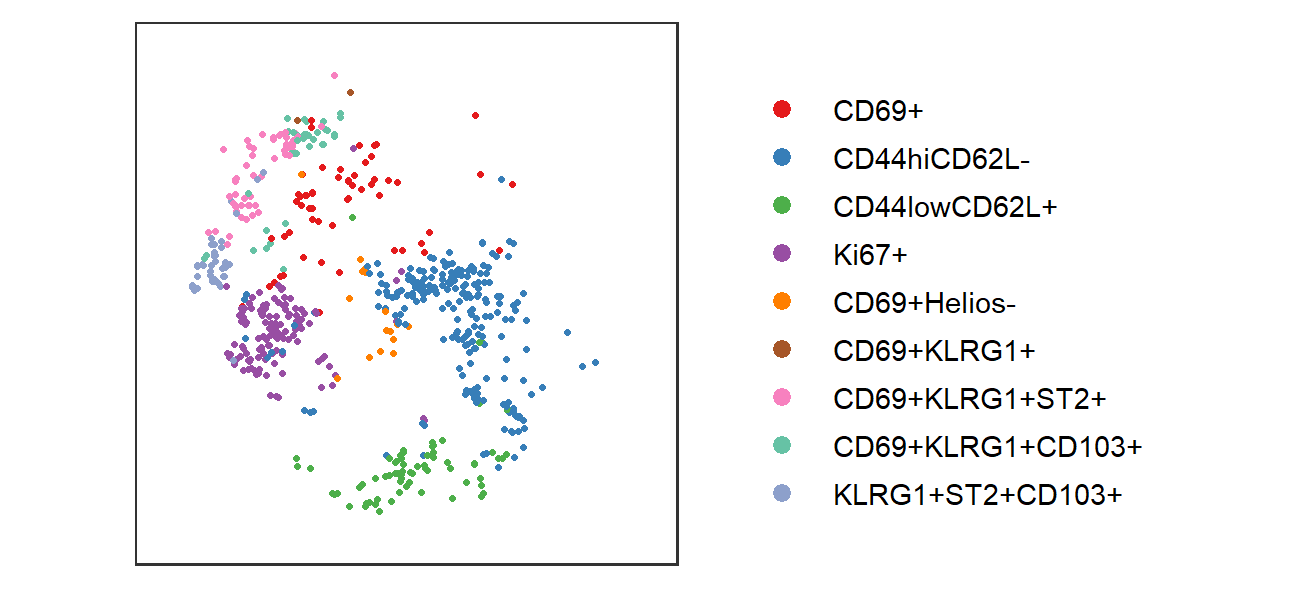 CD69+
CD44hiCD62L-
CD44lowCD62L+
Ki67+
CD69+Helios-
CD69+KLRG1+
CD69+KLRG1+ST2+
CD69+KLRG1+CD103+
KLRG1+ST2+CD103+